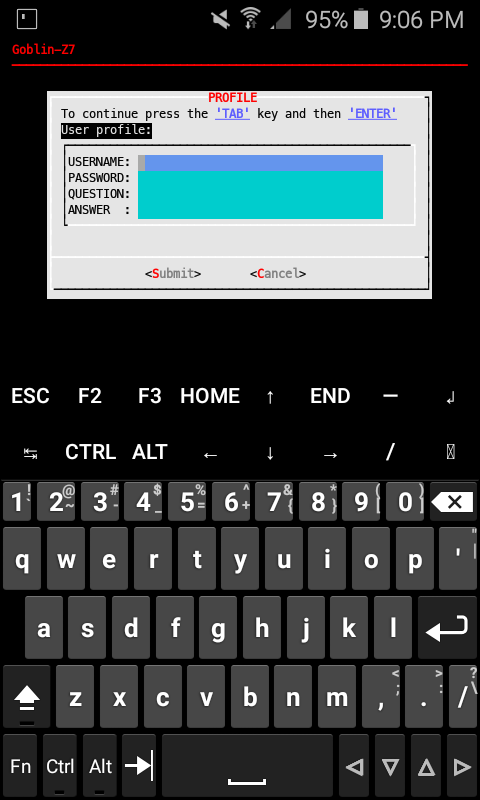 95% 9:06 PM
Goblin-Z7
PROFILE
To continue press the 'TAB' key and then 'ENTER'
User profile:
USERNAME:
PASSWORD:
QUESTION:
ANSWER :
<Submit> <Cancel>
ESC F2 F3 HOME ↑ END — ↲
↹ CTRL ALT ← ↓ → /
1 ! 2 @ ~ 3 # - 4 $ _ 5 % = 6 ^ + 7 & { 8 * } 9 ( [ 0 ) ]
q w e r t y u i o p ' " |
a s d f g h j k l
z x c v b n m , < ; . > : / ? \
Fn Ctrl Alt